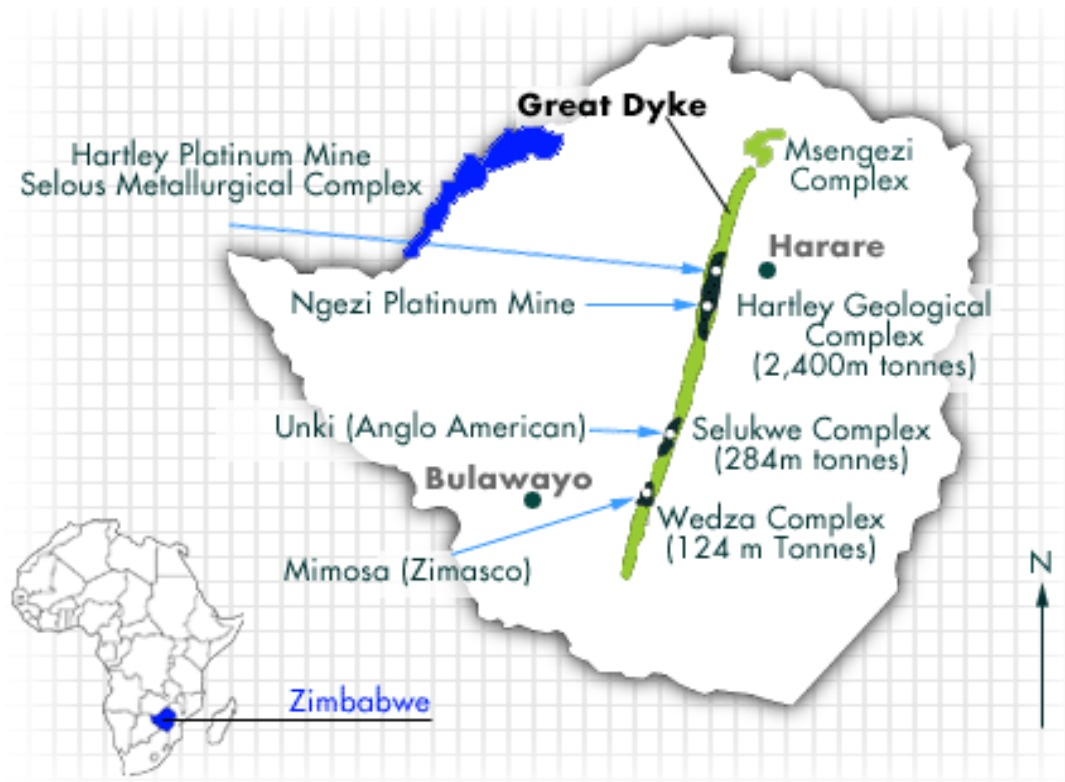 Great Dyke
Hartley Platinum Mine
Selous Metallurgical Complex
Msengezi
Complex
Harare
Ngezi Platinum Mine
Hartley Geological
Complex
(2,400m tonnes)
Unki (Anglo American)
Selukwe Complex
(284m tonnes)
Bulawayo
Wedza Complex
(124 m Tonnes)
Mimosa (Zimasco)
N
Zimbabwe